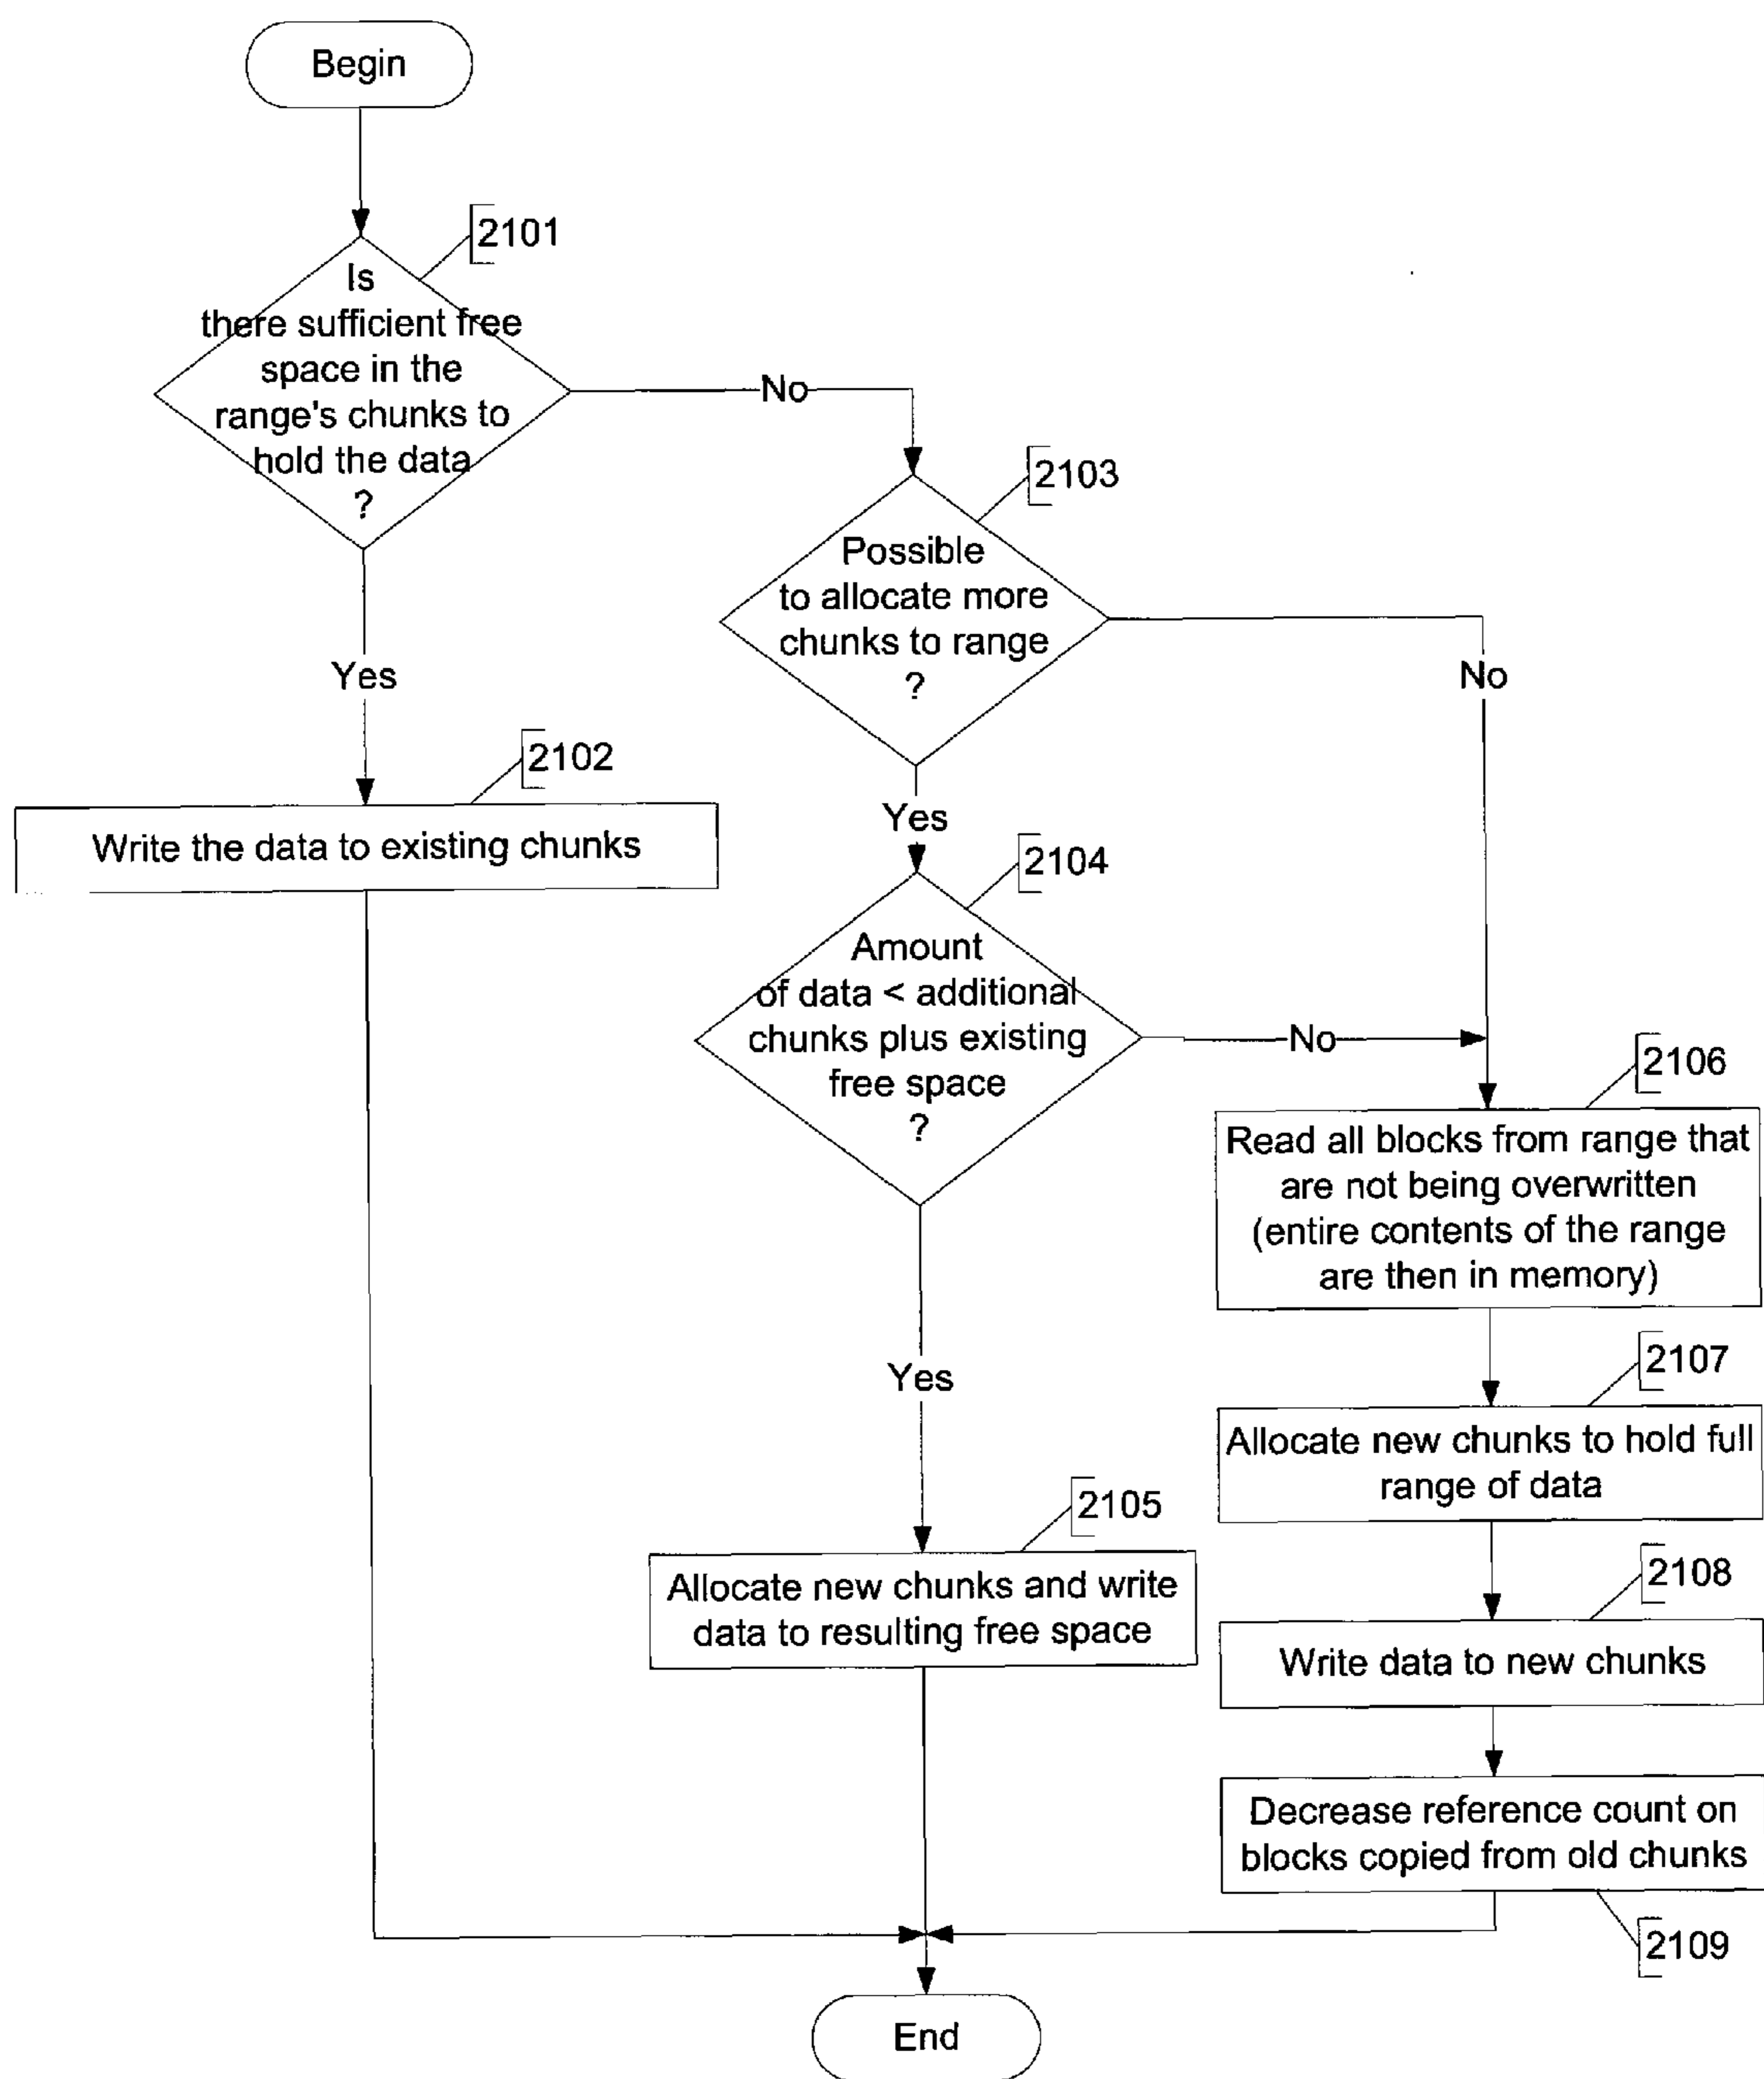 Begin
2101
Is
there sufficient free
space in the
range's chunks to
hold the data
?
No
2103
Possible
to allocate more
chunks to range
?
No
Yes
2102
Write the data to existing chunks
Yes
2104
Amount
of data < additional
chunks plus existing
free space
?
No
2106
Read all blocks from range that
are not being overwritten
(entire contents of the range
are then in memory)
2107
Allocate new chunks to hold full
range of data
Yes
2105
Allocate new chunks and write
data to resulting free space
2108
Write data to new chunks
Decrease reference count on
blocks copied from old chunks
2109
End